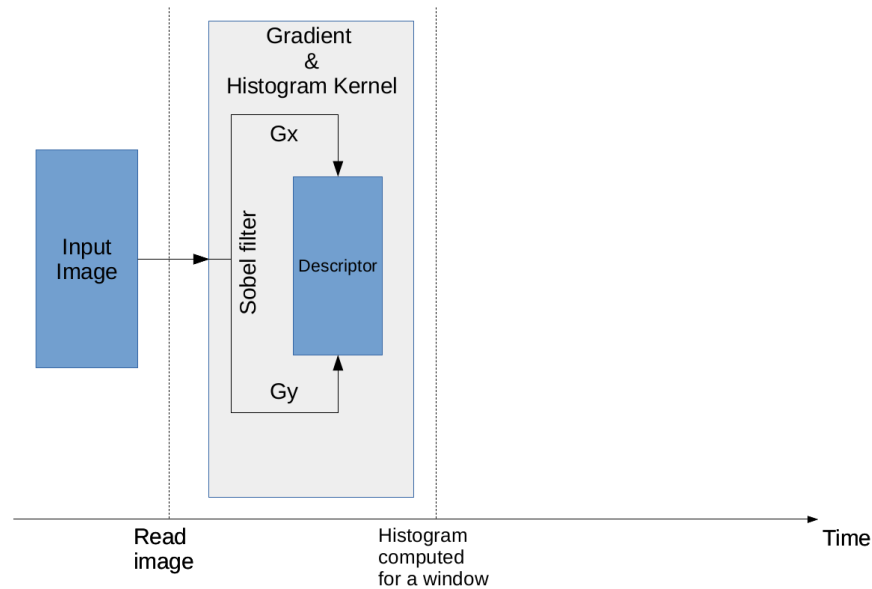 Gradient
&
Histogram Kernel
Gx
Input
Image
Sobel filter
Descriptor
Gy
Read
image
Histogram
computed
for a window
Time